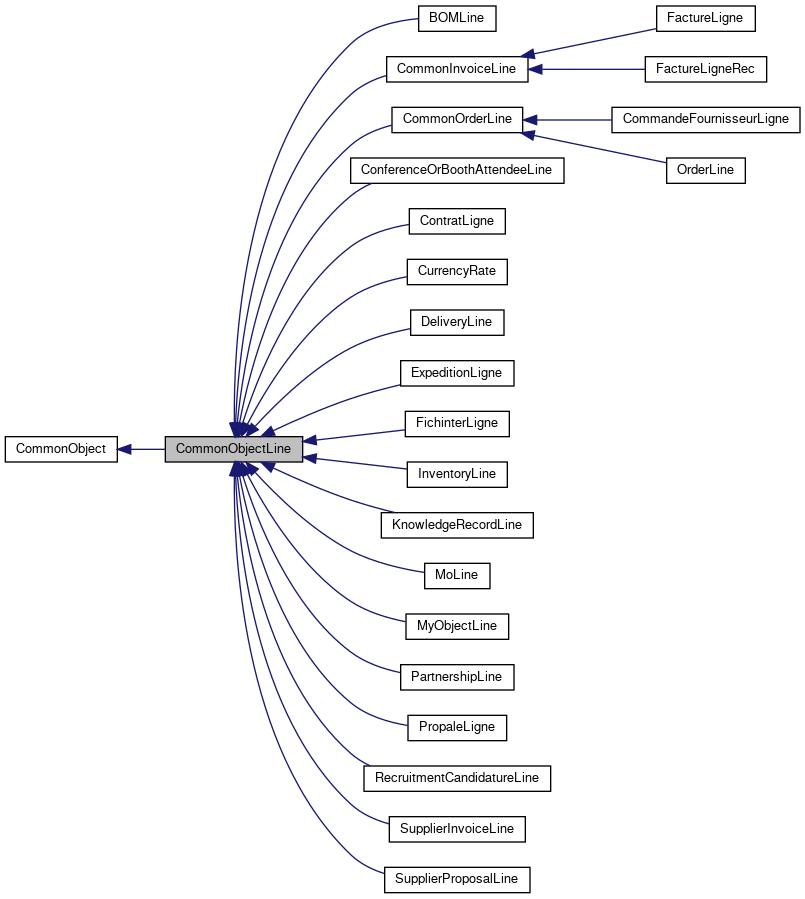 BOMLine
FactureLigne
CommonInvoiceLine
FactureLigneRec
CommonOrderLine
CommandeFournisseurLigne
ConferenceOrBoothAttendeeLine
OrderLine
ContratLigne
CurrencyRate
DeliveryLine
ExpeditionLigne
FichinterLigne
CommonObject
CommonObjectLine
InventoryLine
KnowledgeRecordLine
MoLine
MyObjectLine
PartnershipLine
PropaleLigne
RecruitmentCandidatureLine
SupplierInvoiceLine
SupplierProposalLine